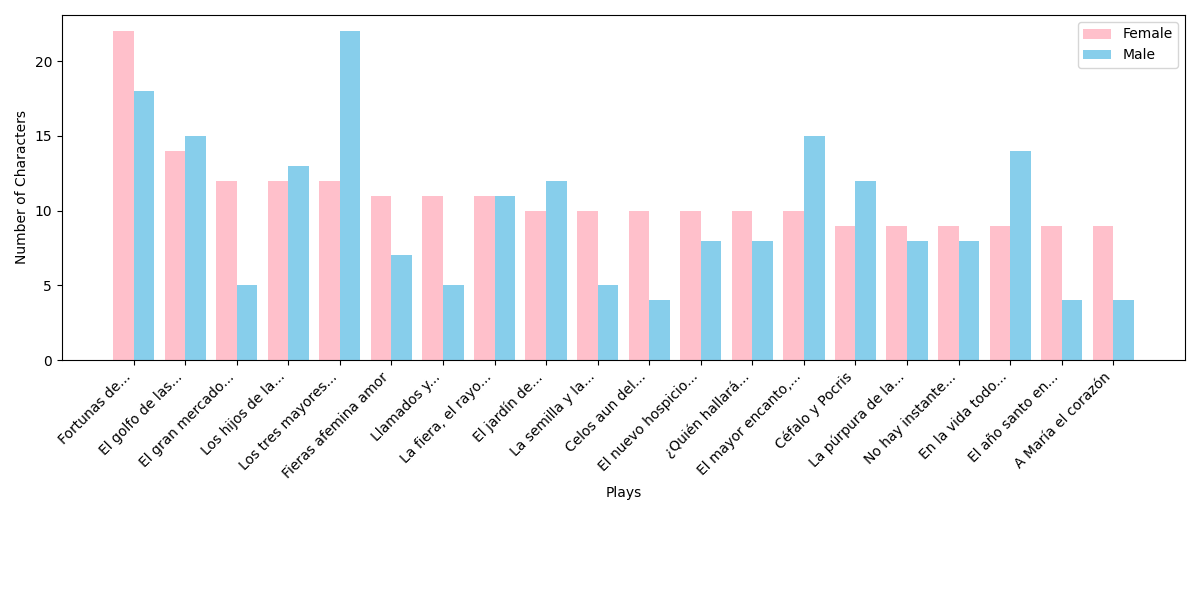 Female
Male
Number of Characters
20
15
10
5
0
Fortunas de...
El golfo de las...
El gran mercado...
Los hijos de la...
Los tres mayores...
Fieras afemina amor
Llamados y...
La fiera, el rayo...
El jardín de...
La semilla y la...
Celos aun del...
El nuevo hospicio...
¿Quién hallará...
El mayor encanto,...
Céfalo y Pocris
La púrpura de la...
No hay instante...
En la vida todo...
El año santo en...
A María el corazón
Plays